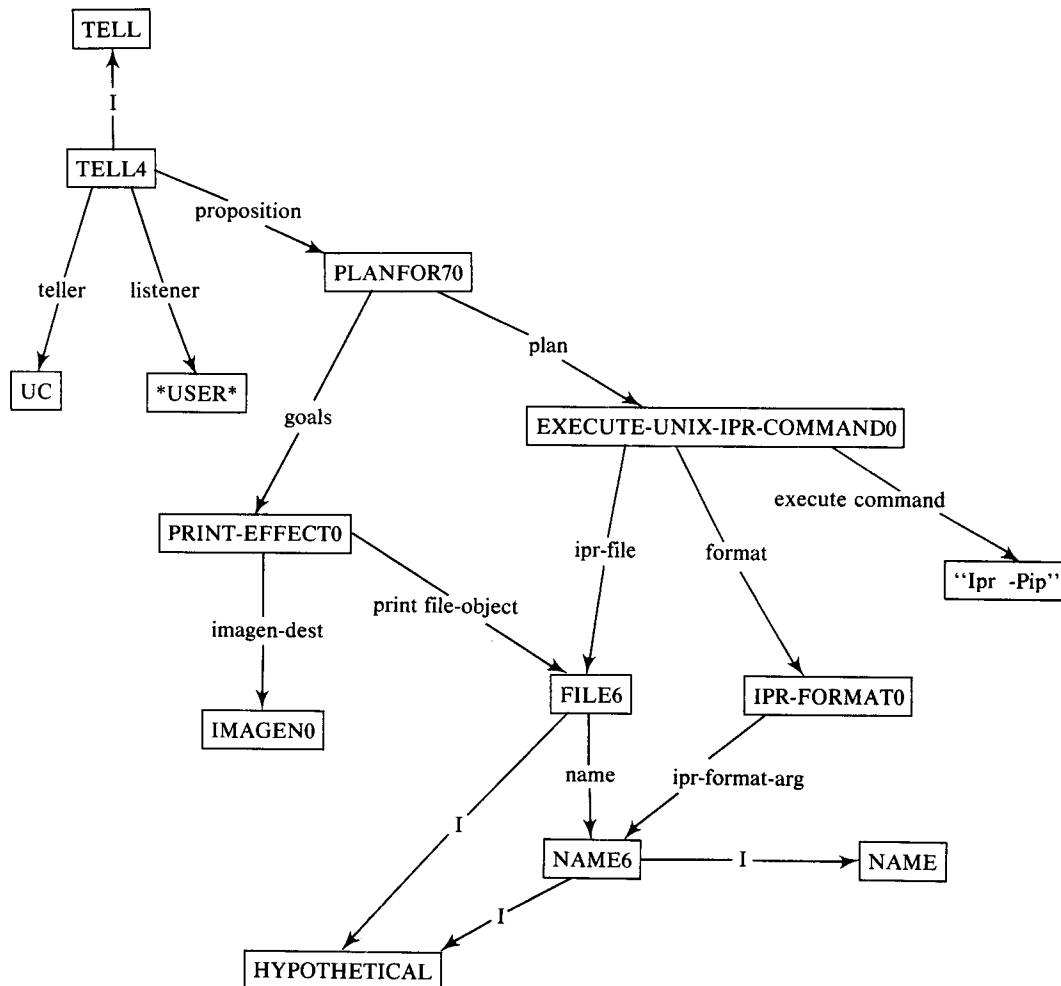 TELL
I
TELL4
proposition
PLANFOR70
teller
listener
plan
UC
*USER*
goals
EXECUTE-UNIX-IPR-COMMAND0
execute command
PRINT-EFFECT0
ipr-file
format
“Ipr -Pip”
print file-object
imagen-dest
FILE6
IPR-FORMAT0
IMAGEN0
name
ipr-format-arg
I
NAME6
I
NAME
I
HYPOTHETICAL